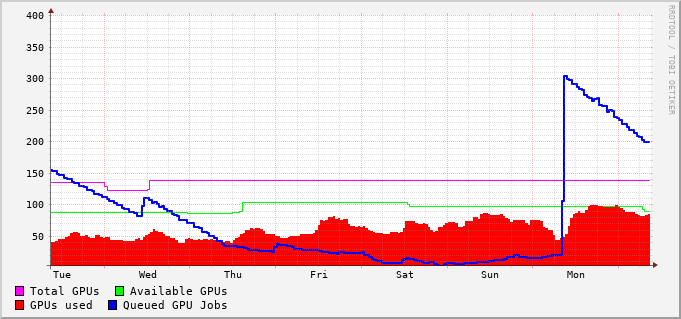 400
350
300
250
200
150
100
50
Tue Wed Thu Fri Sat Sun Mon
Total GPUs Available GPUs
GPUs used Queued GPU Jobs
RRDTOOL / TOBI OETIKER